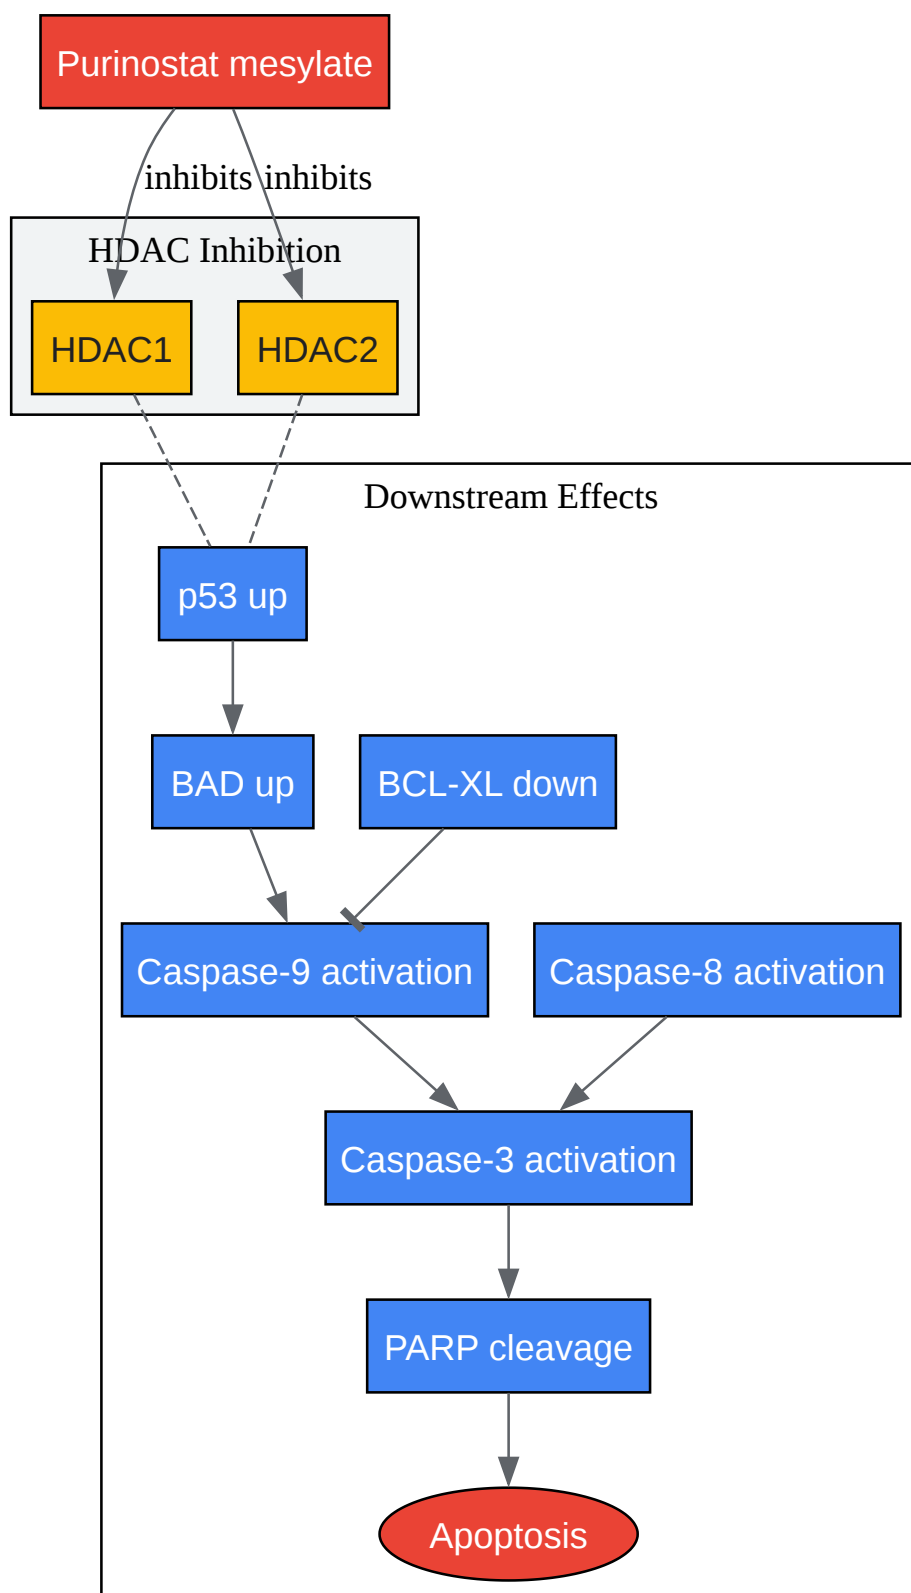 Purinostat mesylate
inhibits inhibits
HDAC Inhibition
HDAC1 HDAC2
Downstream Effects
p53 up
BAD up BCL-XL down
Caspase-9 activation Caspase-8 activation
Caspase-3 activation
PARP cleavage
Apoptosis